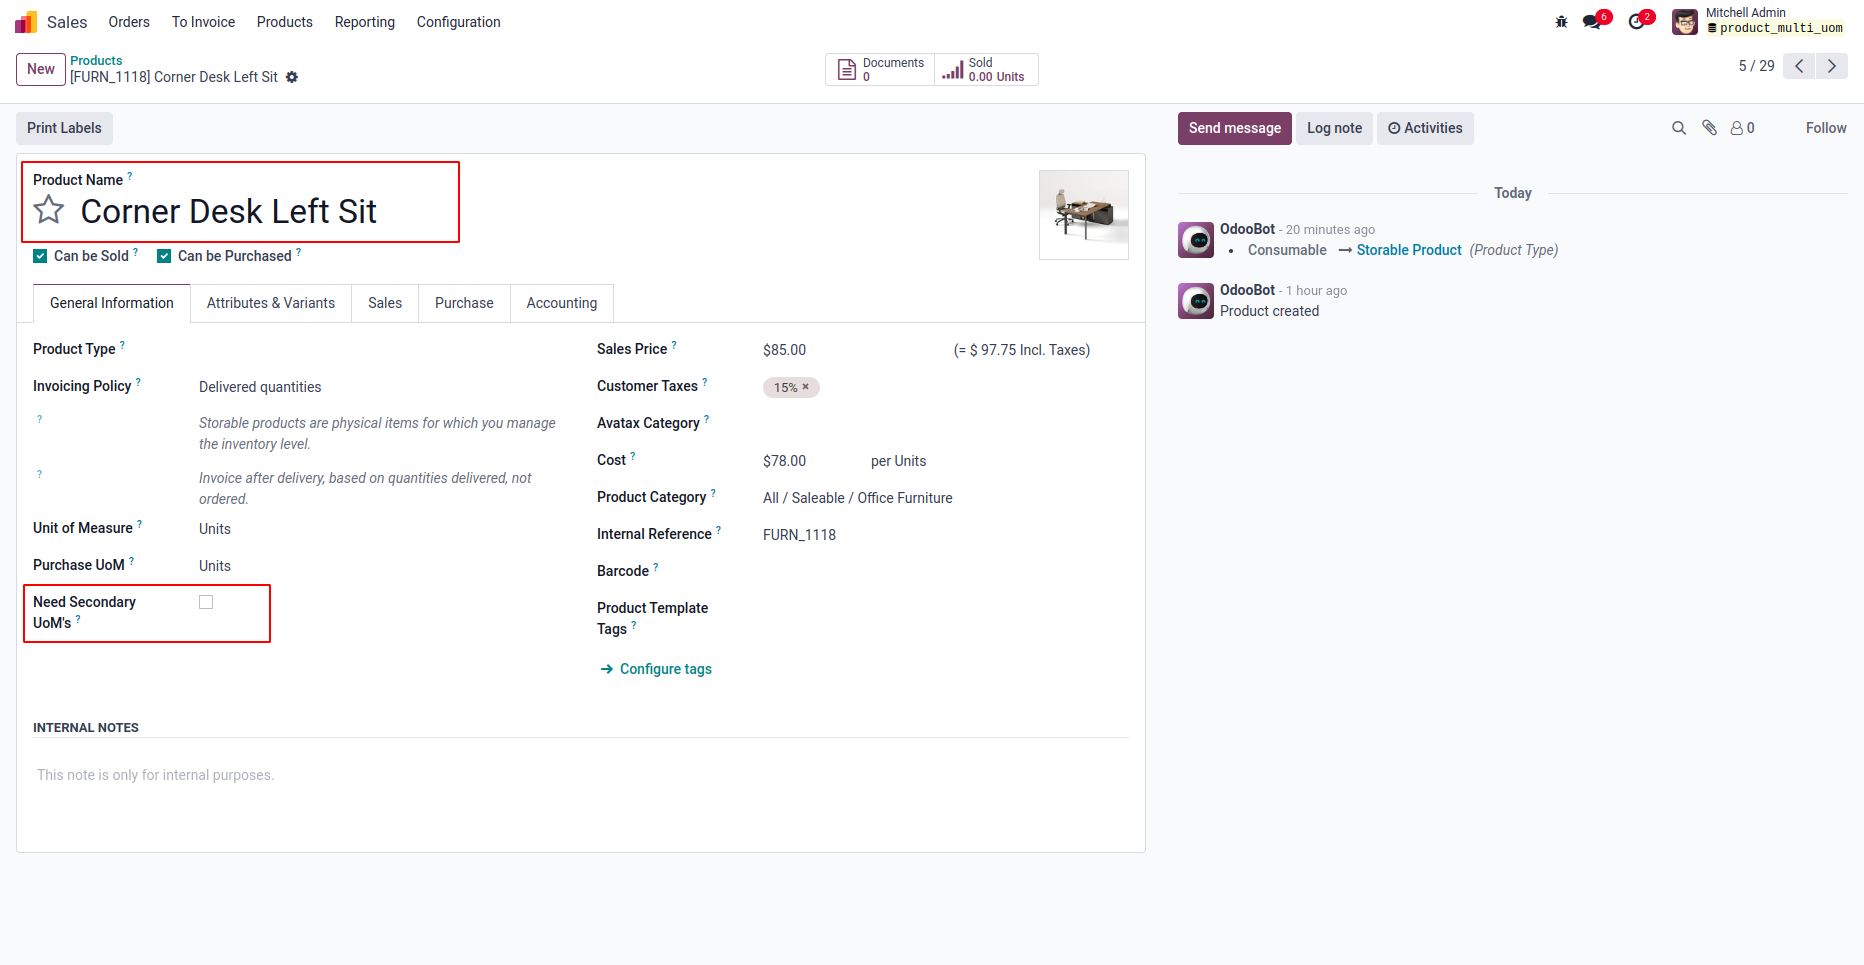 Sales Orders To Invoice Products Reporting Configuration 6 2 Mitchell Admin
product_multi_uom
New Products
[FURN_1118] Corner Desk Left Sit
Documents
0
Sold
0.00 Units
5 / 29
Print Labels
Send message Log note Activities 0 Follow
Product Name ?
Corner Desk Left Sit
Can be Sold ? Can be Purchased ?
General Information Attributes & Variants Sales Purchase Accounting
Product Type ?
Invoicing Policy ? Delivered quantities
? Storable products are physical items for which you manage
the inventory level.
? Invoice after delivery, based on quantities delivered, not
ordered.
Unit of Measure ? Units
Purchase UoM ? Units
Need Secondary
UoM's ?
Sales Price ? $85.00 (= $ 97.75 Incl. Taxes)
Customer Taxes ? 15% ×
Avatax Category ?
Cost ? $78.00 per Units
Product Category ? All / Saleable / Office Furniture
Internal Reference ? FURN_1118
Barcode ?
Product Template
Tags ?
→ Configure tags
INTERNAL NOTES
This note is only for internal purposes.
Today
OdooBot - 20 minutes ago
• Consumable → Storable Product (Product Type)
OdooBot - 1 hour ago
Product created